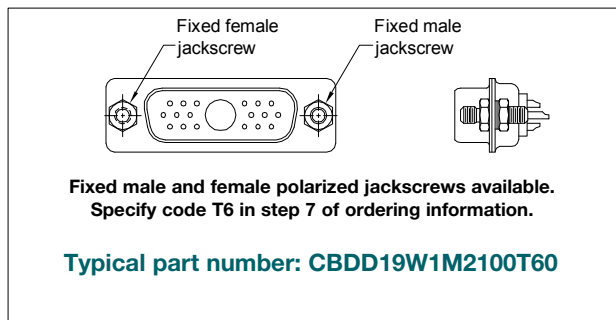 Fixed female
jackscrew
Fixed male
jackscrew
Fixed male and female polarized jackscrews available.
Specify code T6 in step 7 of ordering information.
Typical part number: CBDD19W1M2100T60